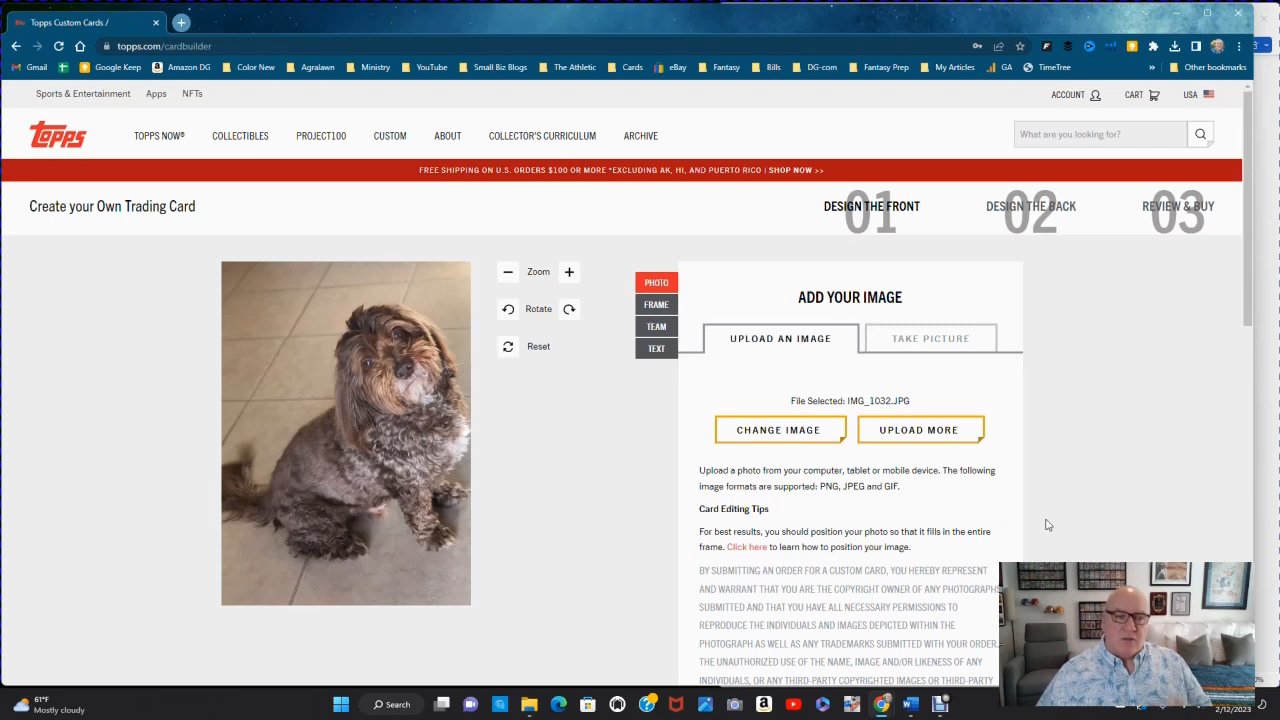 Topps Custom Cards /
topps.com/cardbuilder
Gmail
Google Keep
Amazon DG
Color New
Agralawn
Ministry
YouTube
Small Biz Blogs
The Athletic
Cards
eBay
Fantasy
Bills
DG-com
Fantasy Prep
My Articles
GA
TimeTree
Other bookmarks
Sports & Entertainment
Apps
NFTs
ACCOUNT
CART
USA
topps
TOPPS NOW®
COLLECTIBLES
PROJECT100
CUSTOM
ABOUT
COLLECTOR'S CURRICULUM
ARCHIVE
What are you looking for?
FREE SHIPPING ON U.S. ORDERS $100 OR MORE *EXCLUDING AK, HI, AND PUERTO RICO | SHOP NOW >>
Create your Own Trading Card
01 DESIGN THE FRONT
02 DESIGN THE BACK
03 REVIEW & BUY
Zoom
Rotate
Reset
PHOTO
FRAME
TEAM
TEXT
ADD YOUR IMAGE
UPLOAD AN IMAGE
TAKE PICTURE
File Selected: IMG_1032.JPG
CHANGE IMAGE
UPLOAD MORE
Upload a photo from your computer, tablet or mobile device. The following
image formats are supported: PNG, JPEG and GIF.
Card Editing Tips
For best results, you should position your photo so that it fills in the entire
frame. Click here to learn how to position your image.
BY SUBMITTING AN ORDER FOR A CUSTOM CARD, YOU HEREBY REPRESENT
AND WARRANT THAT YOU ARE THE COPYRIGHT OWNER OF ANY PHOTOGRAPHS
SUBMITTED AND THAT YOU HAVE ALL NECESSARY PERMISSIONS TO
REPRODUCE THE INDIVIDUALS AND IMAGES DEPICTED WITHIN THE
PHOTOGRAPH AS WELL AS ANY TRADEMARKS SUBMITTED WITH YOUR ORDER.
THE UNAUTHORIZED USE OF THE NAME, IMAGE AND/OR LIKENESS OF ANY
INDIVIDUALS, OR ANY THIRD-PARTY COPYRIGHTED IMAGES OR THIRD-PARTY
61°F
Mostly cloudy
Search
2/12/2023